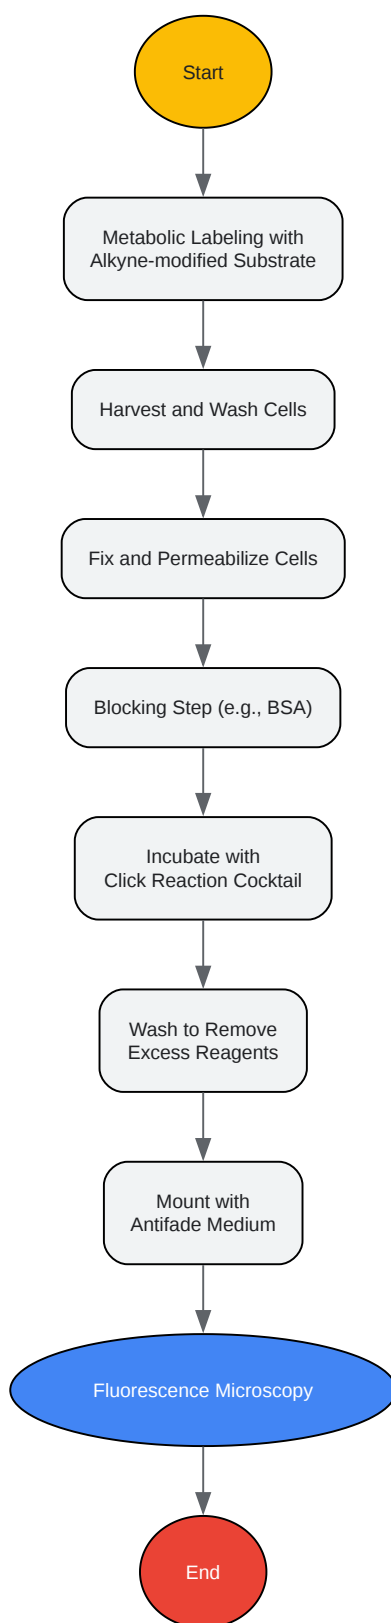 Start
Metabolic Labeling with
Alkyne-modified Substrate
Harvest and Wash Cells
Fix and Permeabilize Cells
Blocking Step (e.g., BSA)
Incubate with
Click Reaction Cocktail
Wash to Remove
Excess Reagents
Mount with
Antifade Medium
Fluorescence Microscopy
End